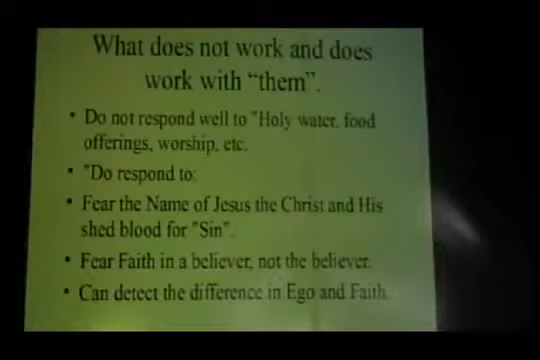 What does not work and does
work with "them".
• Do not respond well to "Holy water, food
offerings, worship, etc.
• "Do respond to:
• Fear the Name of Jesus the Christ and His
shed blood for "Sin".
• Fear Faith in a believer, not the believer.
• Can detect the difference in Ego and Faith.